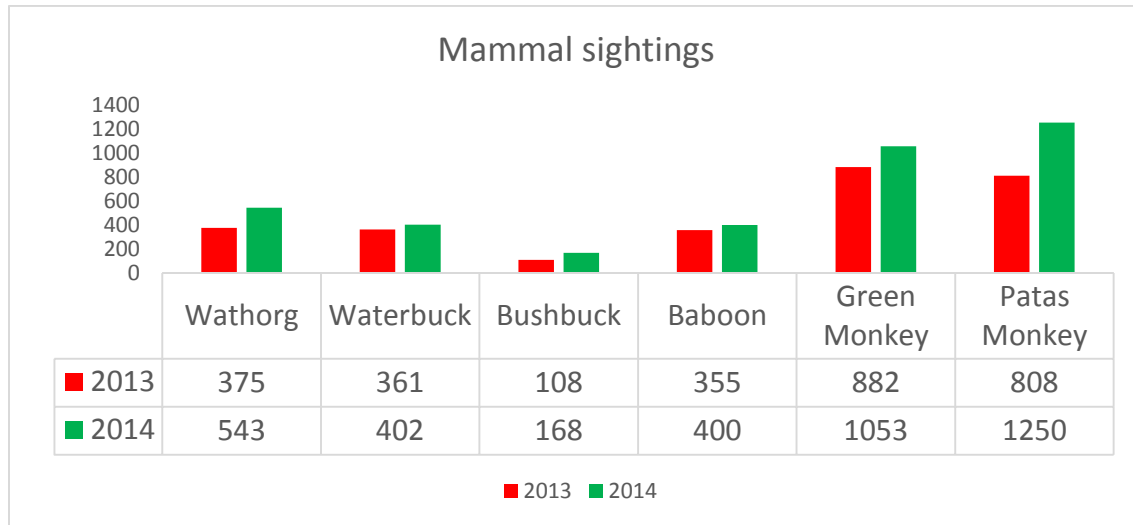 Mammal sightings
1400
1200
1000
800
600
400
200
0
Wathorg Waterbuck Bushbuck Baboon Green Monkey Patas Monkey
2013 375 361 108 355 882 808
2014 543 402 168 400 1053 1250
2013 2014